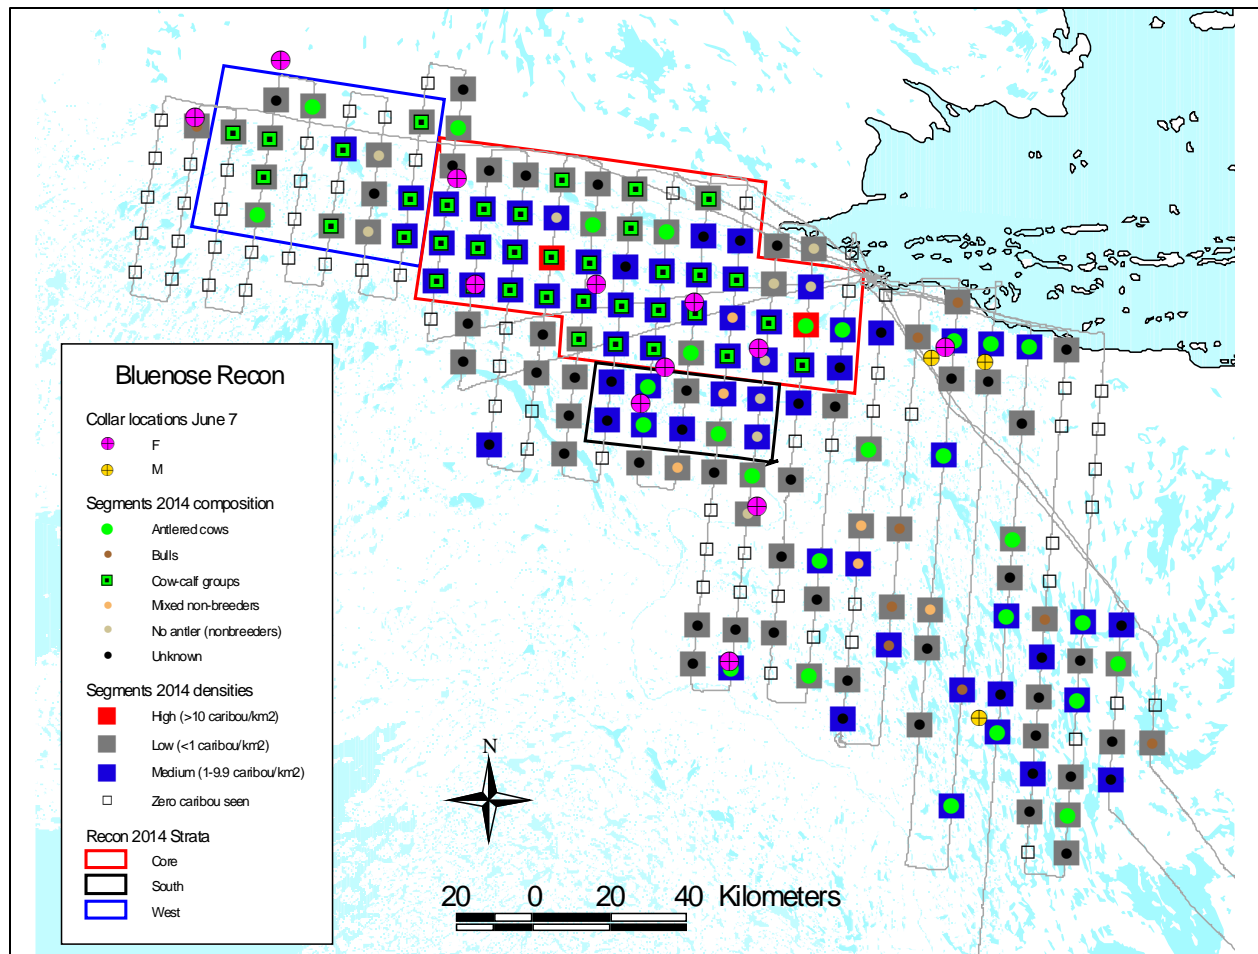 Bluenose Recon
Collar locations June 7
F
M
Segments 2014 composition
Antlered cows
Bulls
Cow-calf groups
Mixed non-breeders
No antler (nonbreeders)
Unknown
Segments 2014 densities
High (>10 caribou/km2)
Low (<1 caribou/km2)
Medium (1-9.9 caribou/km2)
Zero caribou seen
Recon 2014 Strata
Core
South
West
N
20 0 20 40 Kilometers